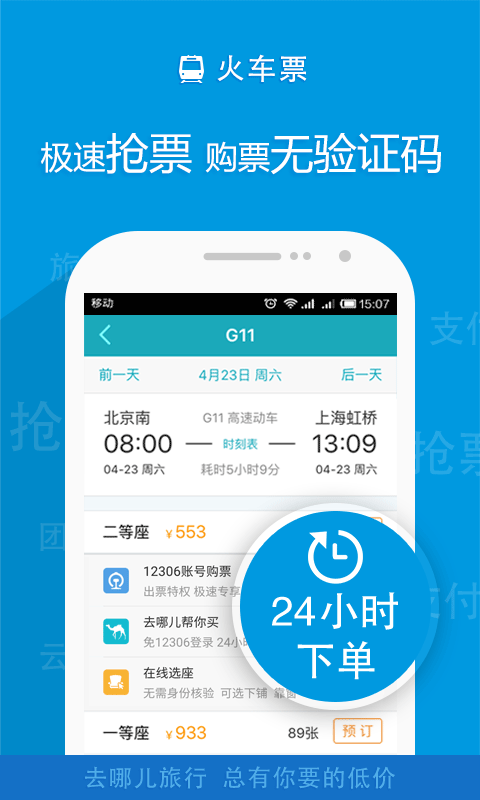 火车票
极速抢票 购票无验证码
旅
支付
抢
抢票
团
支付
云
移动 15:07
G11
前一天 4月23日 周六 后一天
北京南 G11 高速动车 上海虹桥
08:00 时刻表 13:09
04-23 周六 耗时5小时9分 04-23 周六
二等座 ¥553
12306账号购票
出票特权 极速专享
去哪儿帮你买
免12306登录 24小时
在线选座
无需身份核验 可选下铺 靠窗
24小时
下单
一等座 ¥933 89张 预订
去哪儿旅行 总有你要的低价